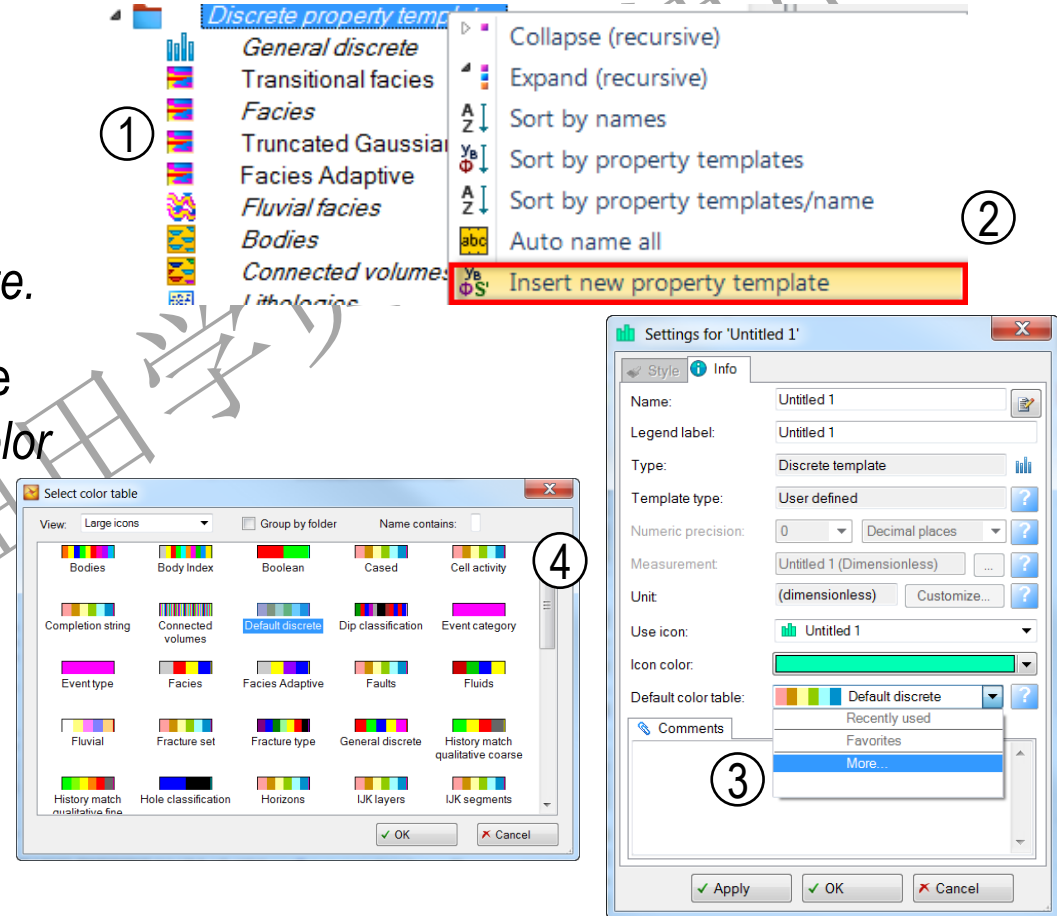 Discrete property temp
General discrete
Transitional facies
Facies
Truncated Gaussia
Facies Adaptive
Fluvial facies
Bodies
Connected volumes
Lithologies
①
Collapse (recursive)
Expand (recursive)
Sort by names
Sort by property templates
Sort by property templates/name
Auto name all
Insert new property template
②
e.
e
olor
田学
Select color table
View: Large icons Group by folder Name contains:
Bodies Body Index Boolean Cased Cell activity
④
Completion string Connected volumes Default discrete Dip classification Event category
Event type Facies Facies Adaptive Faults Fluids
Fluvial Fracture set Fracture type General discrete History match qualitative coarse
History match qualitative fine Hole classification Horizons IJK layers IJK segments
OK Cancel
Settings for 'Untitled 1'
Style Info
Name: Untitled 1
Legend label: Untitled 1
Type: Discrete template
Template type: User defined
Numeric precision: 0 Decimal places
Measurement: Untitled 1 (Dimensionless) ...
Unit: (dimensionless) Customize...
Use icon: Untitled 1
Icon color:
Default color table: Default discrete
Recently used
Favorites
More...
Comments
③
Apply OK Cancel